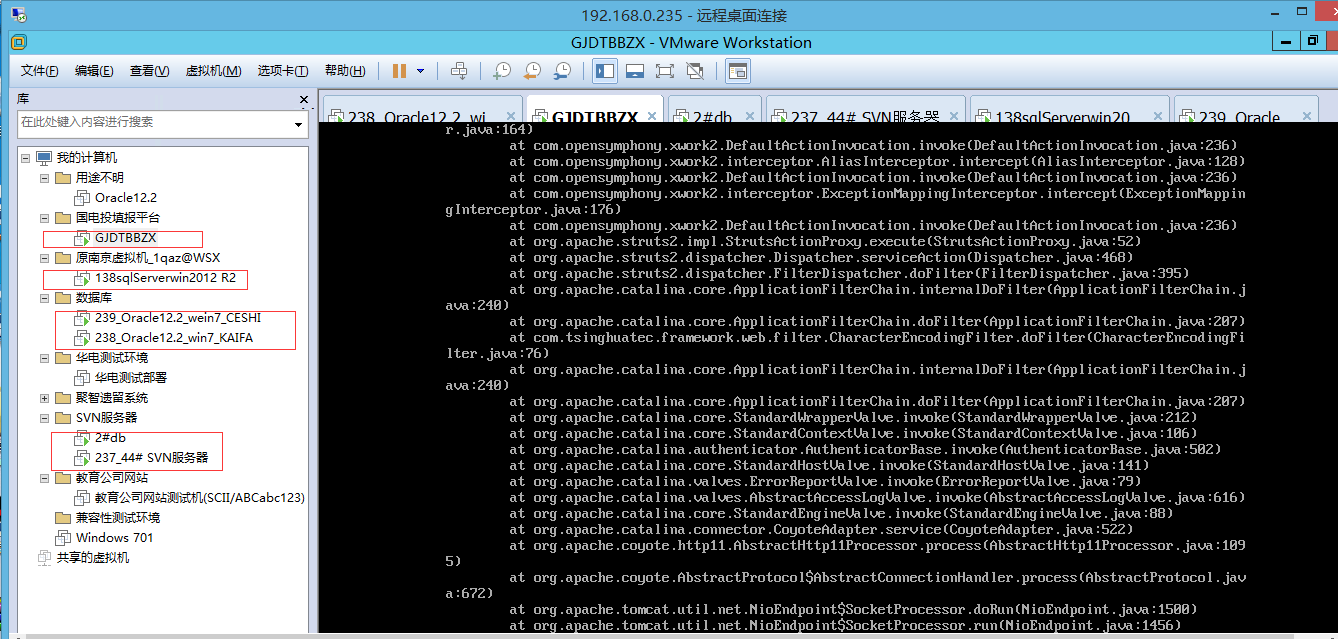 192.168.0.235 - 远程桌面连接
GJDTBBZX - VMware Workstation
文件(F) 编辑(E) 查看(V) 虚拟机(M) 选项卡(T) 帮助(H)
库
在此处键入内容进行搜索
我的计算机
用途不明
Oracle12.2
国电投填报平台
GJDTBBZX
原南京虚拟机_1qaz@WSX
138sqlServerwin2012 R2
数据库
239_Oracle12.2_wein7_CESHI
238_Oracle12.2_win7_KAIFA
华电测试环境
华电测试部署
聚智遗留系统
SVN服务器
2#db
237_44# SVN服务器
教育公司网站
教育公司网站测试机(SCII/ABCabc123)
兼容性测试环境
Windows 701
共享的虚拟机
238_Oracle12.2_wi GJDTBBZX 2#db 237_44# SVN服务器 138sqlServerwin20 239_Oracle
r.java:164)
at com.opensymphony.xwork2.DefaultActionInvocation.invoke(DefaultActionInvocation.java:236)
at com.opensymphony.xwork2.interceptor.AliasInterceptor.intercept(AliasInterceptor.java:128)
at com.opensymphony.xwork2.DefaultActionInvocation.invoke(DefaultActionInvocation.java:236)
at com.opensymphony.xwork2.interceptor.ExceptionMappingInterceptor.intercept(ExceptionMappin
gInterceptor.java:176)
at com.opensymphony.xwork2.DefaultActionInvocation.invoke(DefaultActionInvocation.java:236)
at org.apache.struts2.impl.StrutsActionProxy.execute(StrutsActionProxy.java:52)
at org.apache.struts2.dispatcher.Dispatcher.serviceAction(Dispatcher.java:468)
at org.apache.struts2.dispatcher.FilterDispatcher.doFilter(FilterDispatcher.java:395)
at org.apache.catalina.core.ApplicationFilterChain.internalDoFilter(ApplicationFilterChain.j
ava:240)
at org.apache.catalina.core.ApplicationFilterChain.doFilter(ApplicationFilterChain.java:207)
at com.tsinghuatec.framework.web.filter.CharacterEncodingFilter.doFilter(CharacterEncodingFi
lter.java:76)
at org.apache.catalina.core.ApplicationFilterChain.internalDoFilter(ApplicationFilterChain.j
ava:240)
at org.apache.catalina.core.ApplicationFilterChain.doFilter(ApplicationFilterChain.java:207)
at org.apache.catalina.core.StandardWrapperValve.invoke(StandardWrapperValve.java:212)
at org.apache.catalina.core.StandardContextValve.invoke(StandardContextValve.java:106)
at org.apache.catalina.authenticator.AuthenticatorBase.invoke(AuthenticatorBase.java:502)
at org.apache.catalina.core.StandardHostValve.invoke(StandardHostValve.java:141)
at org.apache.catalina.valves.ErrorReportValve.invoke(ErrorReportValve.java:79)
at org.apache.catalina.valves.AbstractAccessLogValve.invoke(AbstractAccessLogValve.java:616)
at org.apache.catalina.core.StandardEngineValve.invoke(StandardEngineValve.java:88)
at org.apache.catalina.connector.CoyoteAdapter.service(CoyoteAdapter.java:522)
at org.apache.coyote.http11.AbstractHttp11Processor.process(AbstractHttp11Processor.java:109
5)
at org.apache.coyote.AbstractProtocol$AbstractConnectionHandler.process(AbstractProtocol.jav
a:672)
at org.apache.tomcat.util.net.NioEndpoint$SocketProcessor.doRun(NioEndpoint.java:1500)
at org.apache.tomcat.util.net.NioEndpoint$SocketProcessor.run(NioEndpoint.java:1456)